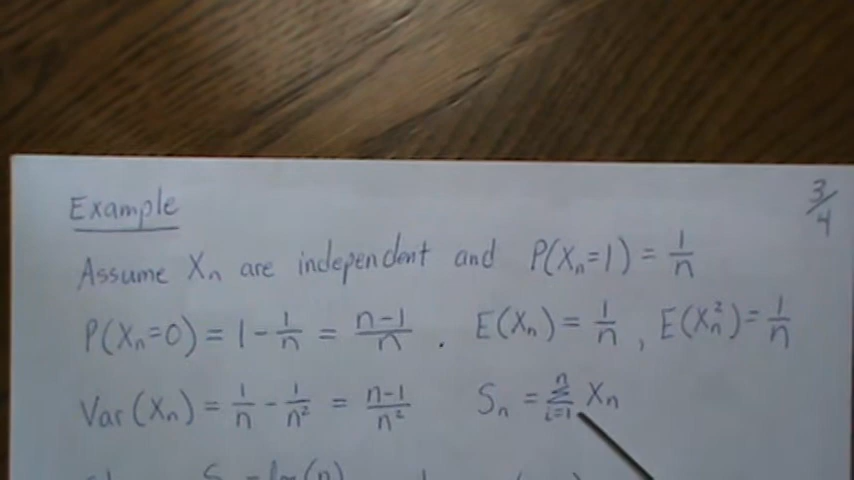 Example
3/4
Assume Xₙ are independent and P(Xₙ=1) = 1/n
P(Xₙ=0) = 1 - 1/n = (n-1)/n . E(Xₙ) = 1/n , E(Xₙ²) = 1/n
Var(Xₙ) = 1/n - 1/n² = (n-1)/n² Sₙ = Σᵢ₌₁ⁿ Xₙ